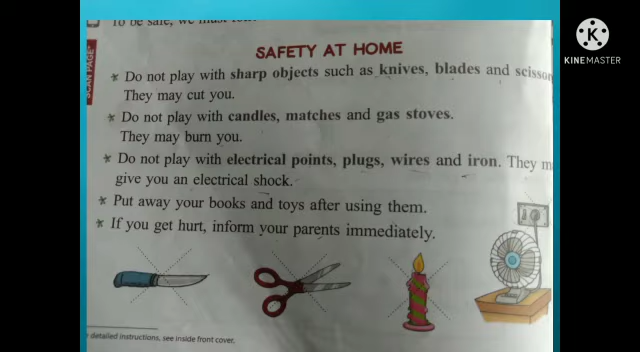 To be safe, we must
SAFETY AT HOME
* Do not play with sharp objects such as knives, blades and scissor
They may cut you.
* Do not play with candles, matches and gas stoves.
They may burn you.
* Do not play with electrical points, plugs, wires and iron. They m
give you an electrical shock.
* Put away your books and toys after using them.
* If you get hurt, inform your parents immediately.
detailed instructions, see inside front cover.
SCAN PAGE
K
KINEMASTER